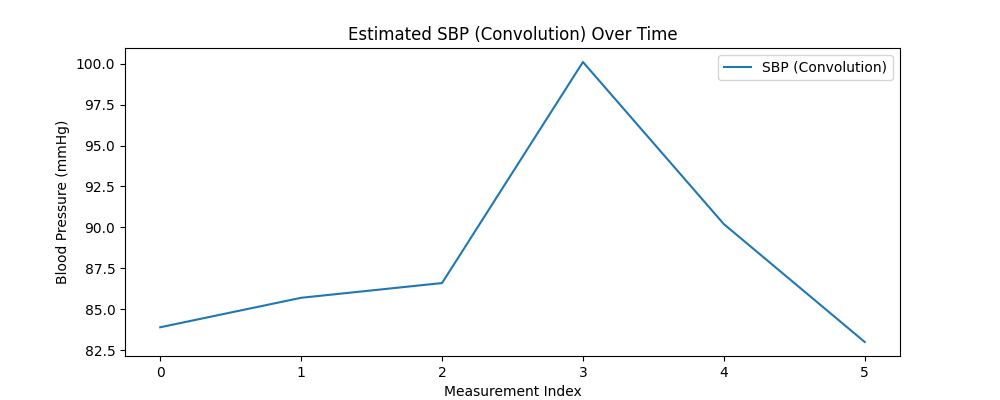 Estimated SBP (Convolution) Over Time
SBP (Convolution)
Blood Pressure (mmHg)
100.0
97.5
95.0
92.5
90.0
87.5
85.0
82.5
0 1 2 3 4 5
Measurement Index